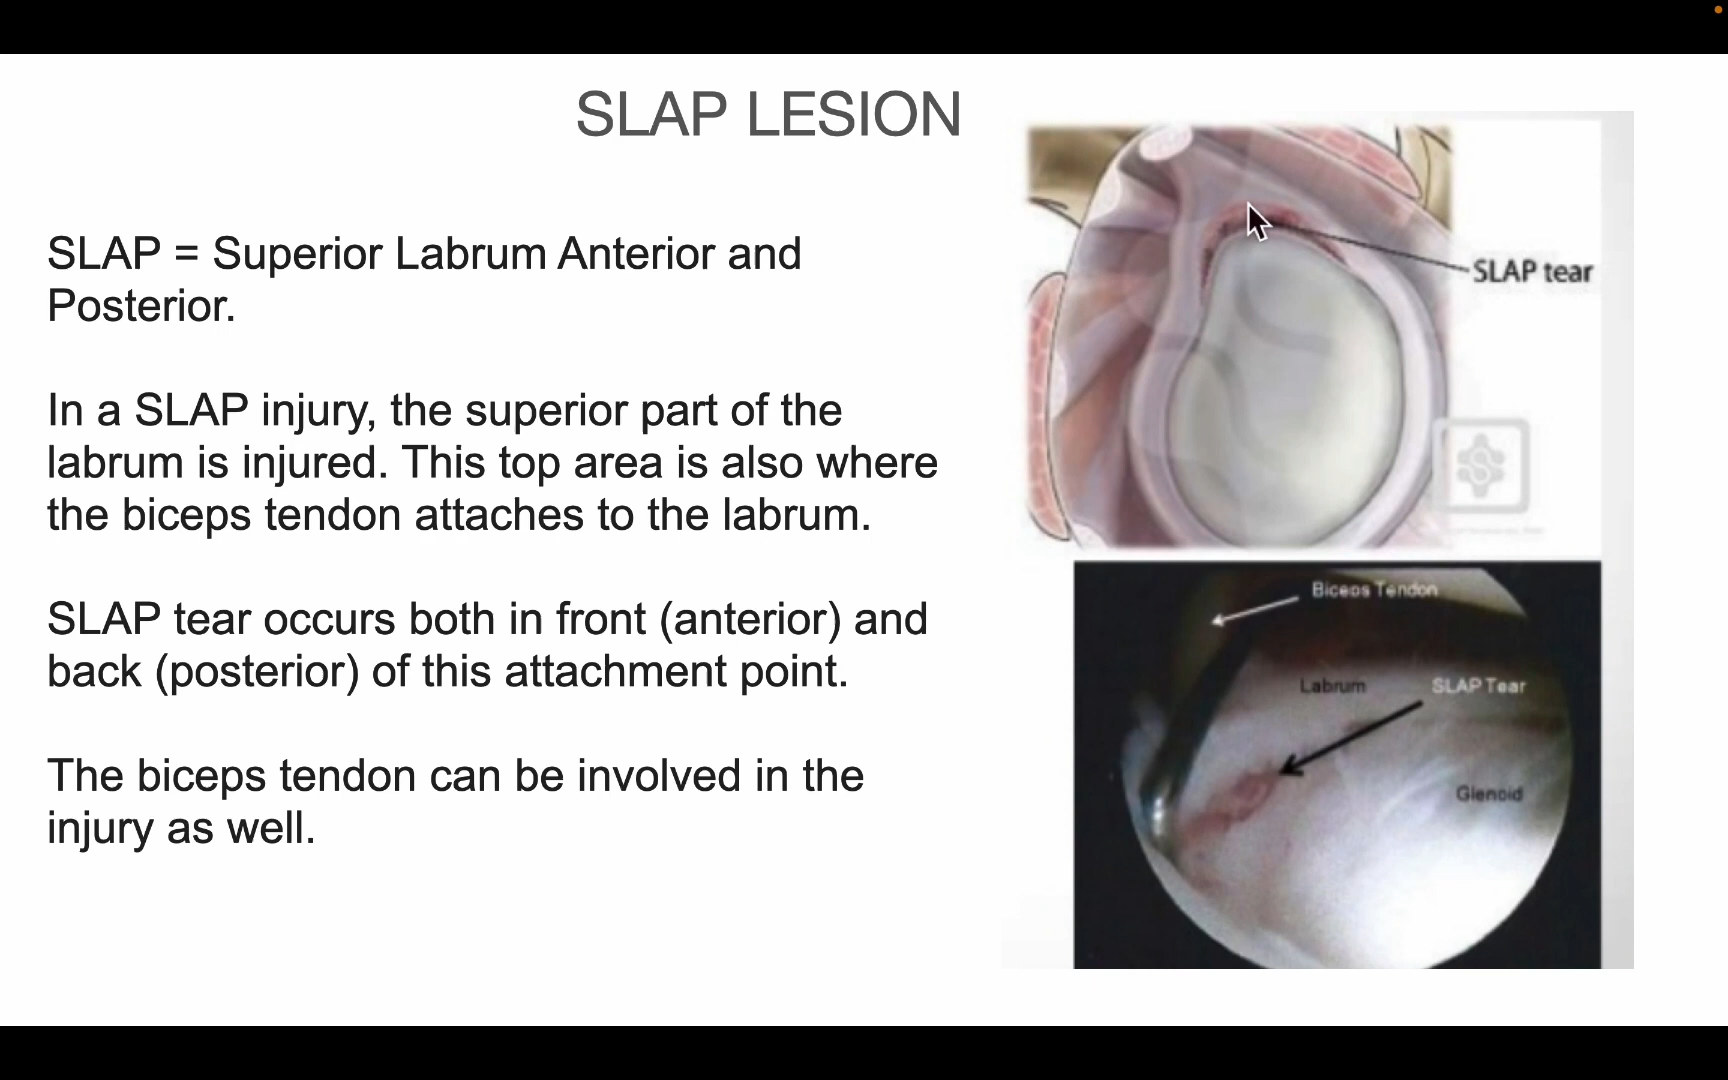 SLAP LESION
SLAP = Superior Labrum Anterior and
Posterior.
In a SLAP injury, the superior part of the
labrum is injured. This top area is also where
the biceps tendon attaches to the labrum.
SLAP tear occurs both in front (anterior) and
back (posterior) of this attachment point.
The biceps tendon can be involved in the
injury as well.
SLAP tear
Biceps Tendon
Labrum
SLAP Tear
Glenoid